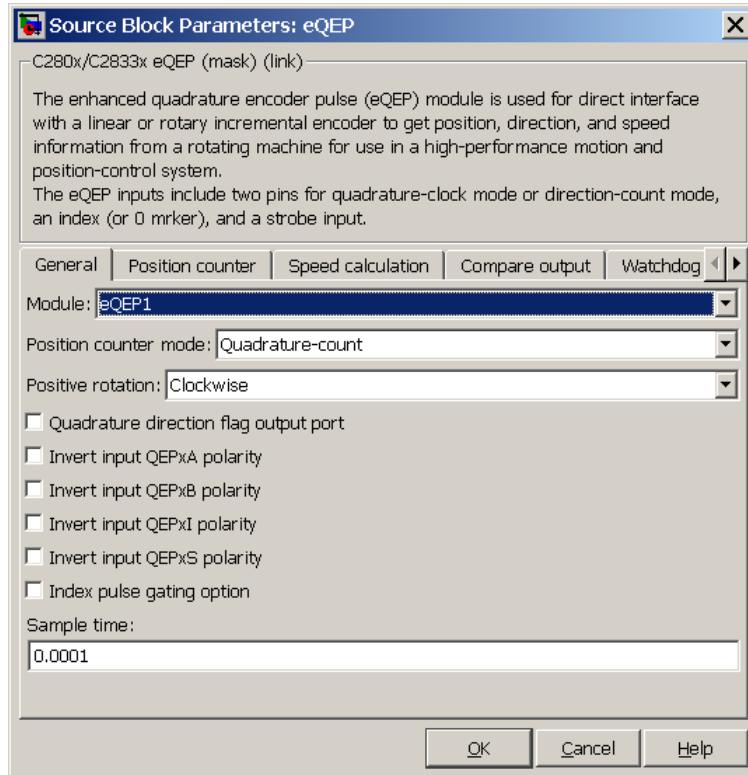 Source Block Parameters: eQEP
C280x/C2833x eQEP (mask) (link)
The enhanced quadrature encoder pulse (eQEP) module is used for direct interface
with a linear or rotary incremental encoder to get position, direction, and speed
information from a rotating machine for use in a high-performance motion and
position-control system.
The eQEP inputs include two pins for quadrature-clock mode or direction-count mode,
an index (or 0 mrker), and a strobe input.
General Position counter Speed calculation Compare output Watchdog
Module: eQEP1
Position counter mode: Quadrature-count
Positive rotation: Clockwise
Quadrature direction flag output port
Invert input QEPxA polarity
Invert input QEPxB polarity
Invert input QEPxI polarity
Invert input QEPxS polarity
Index pulse gating option
Sample time:
0.0001
OK Cancel Help